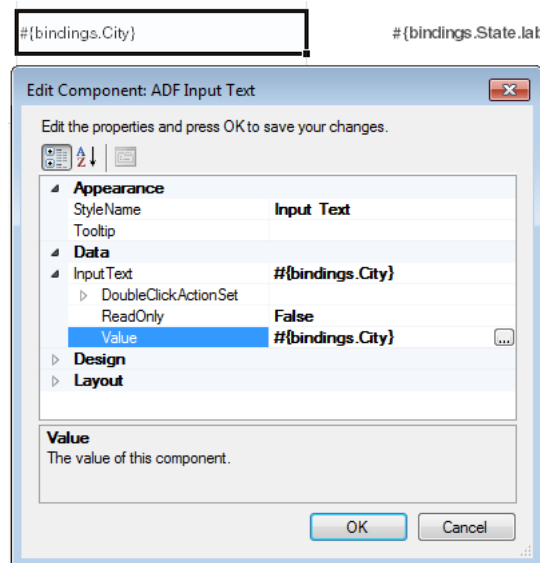 #{bindings.City} #{bindings.State.lab
Edit Component: ADF Input Text
Edit the properties and press OK to save your changes.
Appearance
StyleName Input Text
Tooltip
Data
InputText #{bindings.City}
DoubleClickActionSet
ReadOnly False
Value #{bindings.City} ...
Design
Layout
Value
The value of this component.
OK Cancel